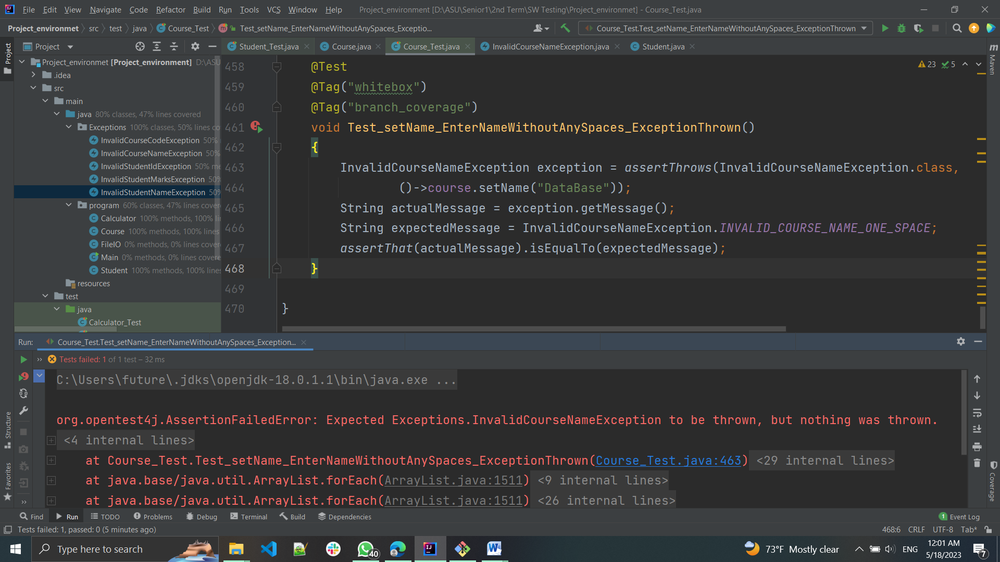 File Edit View Navigate Code Refactor Build Run Tools VCS Window Help Project_environment [D:\ASU\Senior1\2nd Term\SW Testing\Project_environmet] - Course_Test.java
Project_environmet src test java Course_Test Test_setName_EnterNameWithoutAnySpaces_Exceptio... Course_Test.Test_setName_EnterNameWithoutAnySpaces_ExceptionThrown
Project Student_Test.java Course.java Course_Test.java InvalidCourseNameException.java Student.java
Project
Maven
Project_environmet [Project_environment] D:\ASU
.idea
src
main
java 80% classes, 47% lines covered
Exceptions 100% classes, 50% lines co
InvalidCourseCodeException 50%
InvalidCourseNameException 50%
InvalidStudentIdException 50% me
InvalidStudentMarksException 50%
InvalidStudentNameException 50%
program 60% classes, 47% lines cover
Calculator 100% methods, 100% li
Course 100% methods, 100% lines
FileIO 0% methods, 0% lines cover
Main 0% methods, 0% lines covere
Student 100% methods, 100% lines
resources
test
java
Calculator_Test
23 5
458 @Test
459 @Tag("whitebox")
460 @Tag("branch_coverage")
461 void Test_setName_EnterNameWithoutAnySpaces_ExceptionThrown()
462 {
463 InvalidCourseNameException exception = assertThrows(InvalidCourseNameException.class,
464 ()->course.setName("DataBase"));
465 String actualMessage = exception.getMessage();
466 String expectedMessage = InvalidCourseNameException.INVALID_COURSE_NAME_ONE_SPACE;
467 assertThat(actualMessage).isEqualTo(expectedMessage);
468 }
469
470 }
Run: Course_Test.Test_setName_EnterNameWithoutAnySpaces_Exception...
Tests failed: 1 of 1 test – 32 ms
C:\Users\future\.jdks\openjdk-18.0.1.1\bin\java.exe ...
org.opentest4j.AssertionFailedError: Expected Exceptions.InvalidCourseNameException to be thrown, but nothing was thrown.
<4 internal lines>
at Course_Test.Test_setName_EnterNameWithoutAnySpaces_ExceptionThrown(Course_Test.java:463) <29 internal lines>
at java.base/java.util.ArrayList.forEach(ArrayList.java:1511) <9 internal lines>
at java.base/java.util.ArrayList.forEach(ArrayList.java:1511) <26 internal lines>
Structure
Favorites
Coverage
Find Run TODO Problems Debug Terminal Build Dependencies 1 Event Log
Tests failed: 1, passed: 0 (5 minutes ago) 468:6 CRLF UTF-8 Tab*
Type here to search 40 73°F Mostly clear ENG 12:01 AM
5/18/2023 7